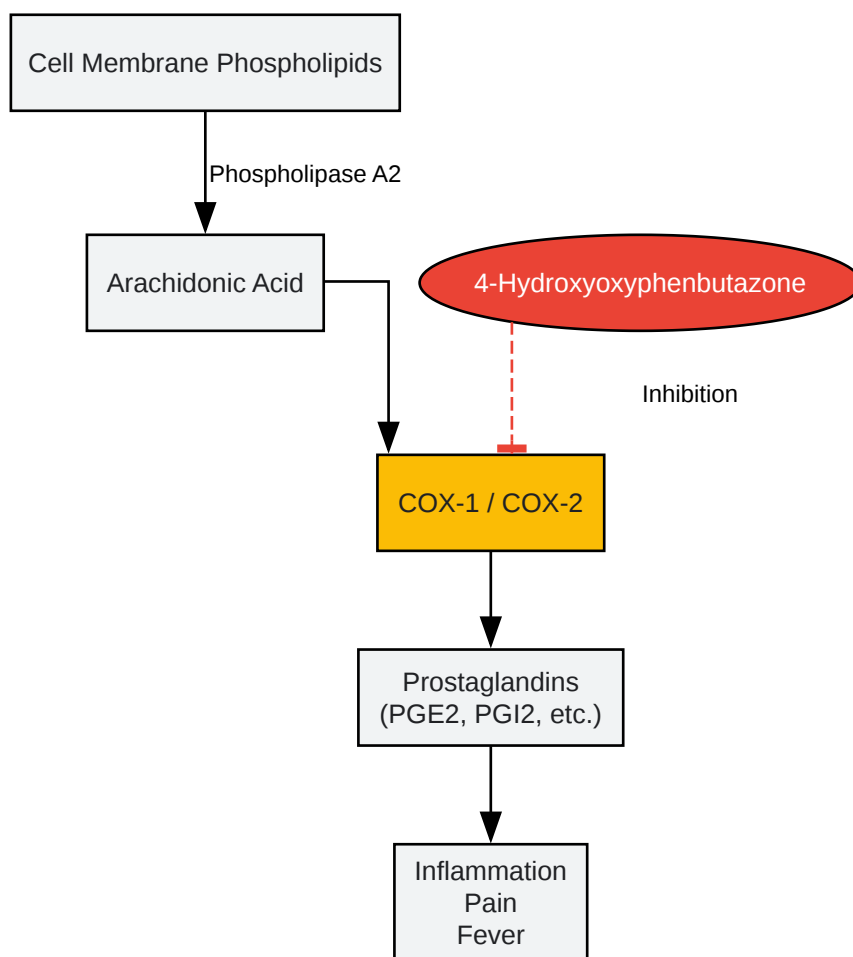 Cell Membrane Phospholipids
Phospholipase A2
Arachidonic Acid
4-Hydroxyoxyphenbutazone
Inhibition
COX-1 / COX-2
Prostaglandins
(PGE2, PGI2, etc.)
Inflammation
Pain
Fever